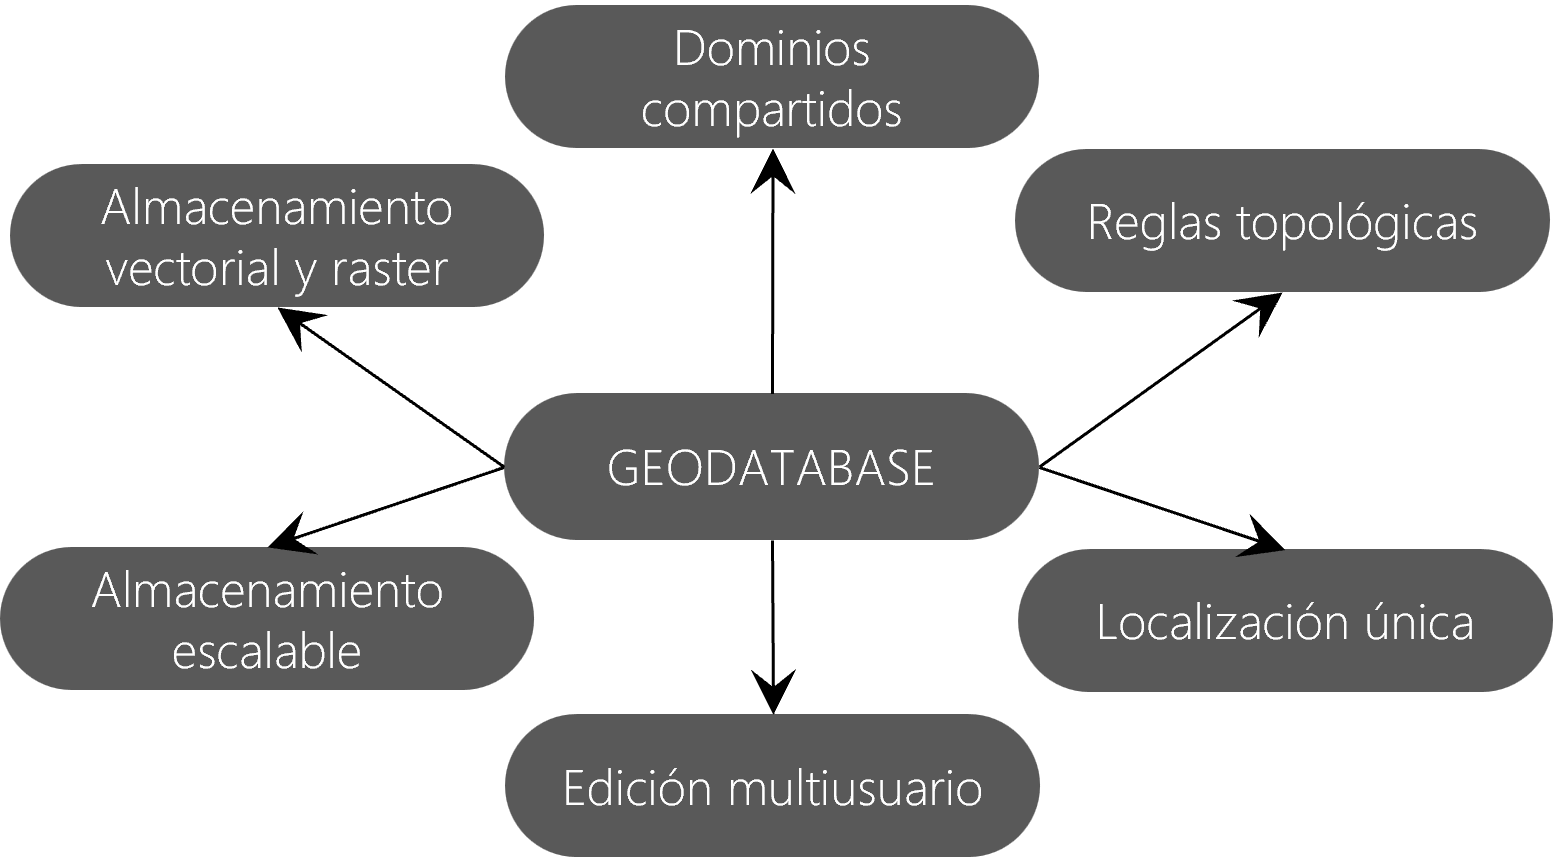 Dominios
compartidos
Almacenamiento
vectorial y raster
Reglas topológicas
GEODATABASE
Almacenamiento
escalable
Localización única
Edición multiusuario